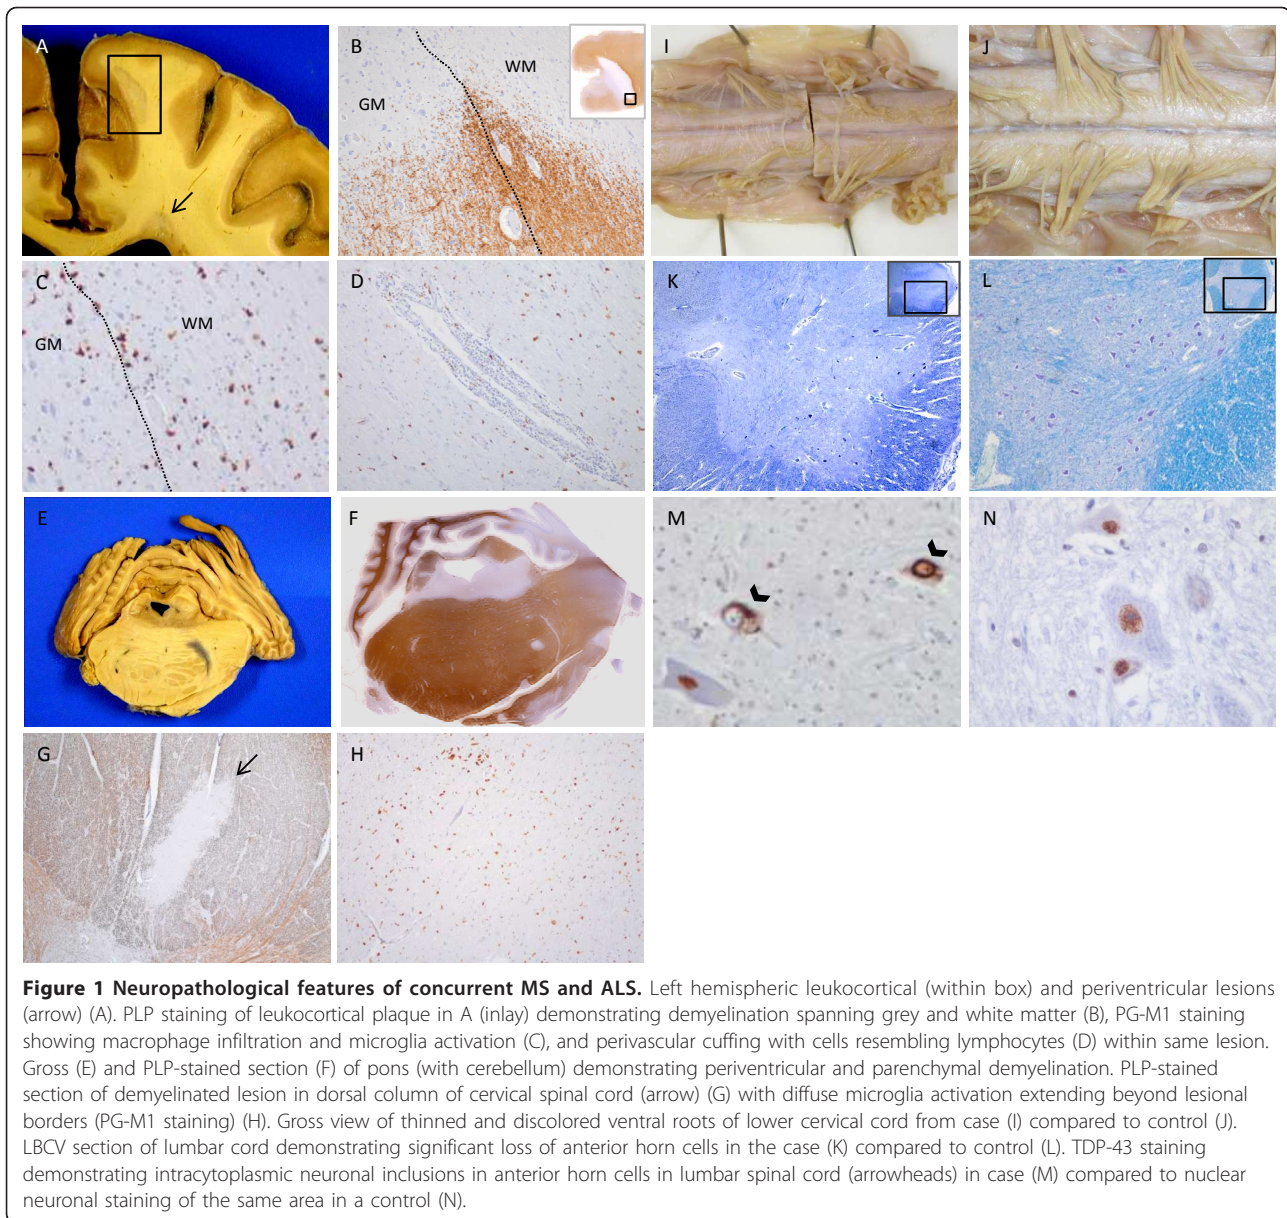 A
B
WM
GM
I
J
C
WM
GM
D
K
L
E
F
M
N
G
H
Figure 1 Neuropathological features of concurrent MS and ALS. Left hemispheric leukocortical (within box) and periventricular lesions
(arrow) (A). PLP staining of leukocortical plaque in A (inlay) demonstrating demyelination spanning grey and white matter (B), PG-M1 staining
showing macrophage infiltration and microglia activation (C), and perivascular cuffing with cells resembling lymphocytes (D) within same lesion.
Gross (E) and PLP-stained section (F) of pons (with cerebellum) demonstrating periventricular and parenchymal demyelination. PLP-stained
section of demyelinated lesion in dorsal column of cervical spinal cord (arrow) (G) with diffuse microglia activation extending beyond lesional
borders (PG-M1 staining) (H). Gross view of thinned and discolored ventral roots of lower cervical cord from case (I) compared to control (J).
LBCV section of lumbar cord demonstrating significant loss of anterior horn cells in the case (K) compared to control (L). TDP-43 staining
demonstrating intracytoplasmic neuronal inclusions in anterior horn cells in lumbar spinal cord (arrowheads) in case (M) compared to nuclear
neuronal staining of the same area in a control (N).